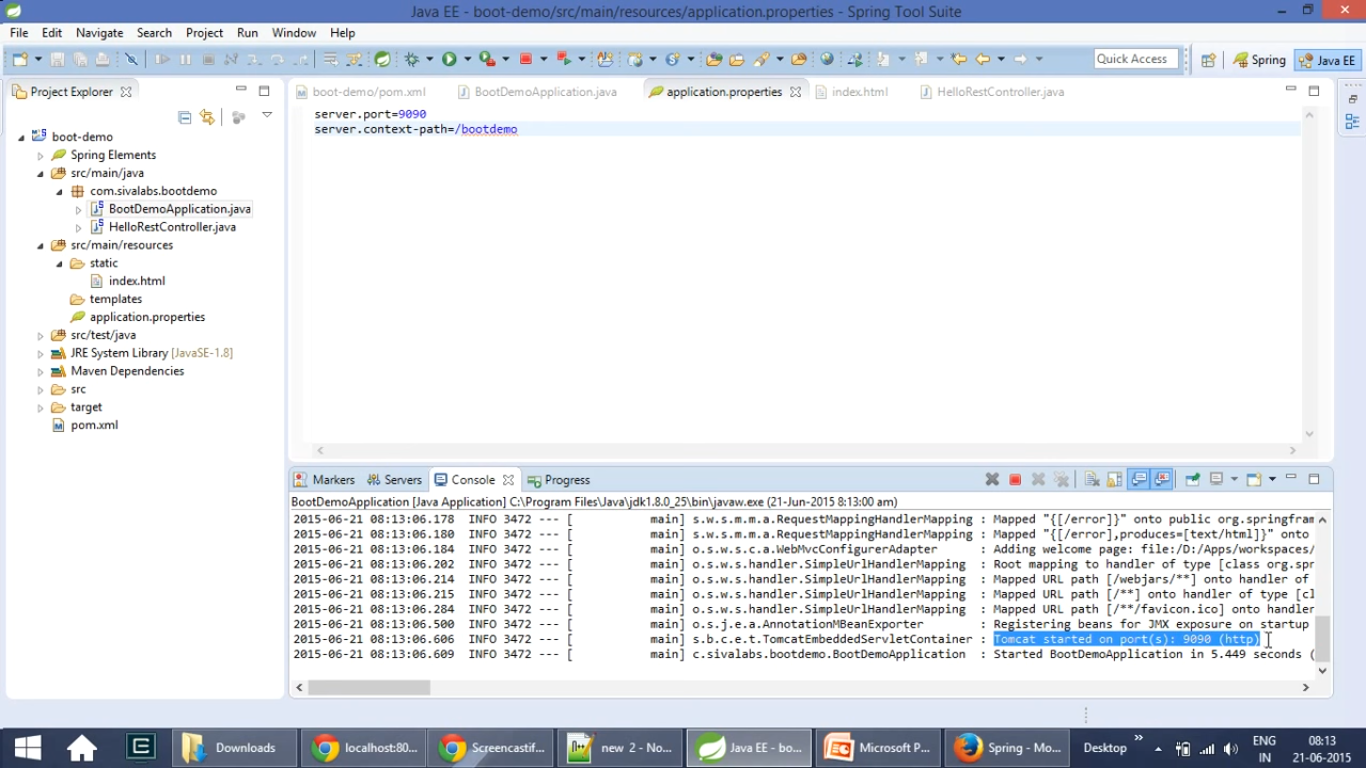 Java EE - boot-demo/src/main/resources/application.properties - Spring Tool Suite
File Edit Navigate Search Project Run Window Help
Quick Access
Spring
Java EE
Project Explorer
boot-demo
Spring Elements
src/main/java
com.sivalabs.bootdemo
BootDemoApplication.java
HelloRestController.java
src/main/resources
static
index.html
templates
application.properties
src/test/java
JRE System Library [JavaSE-1.8]
Maven Dependencies
src
target
pom.xml
boot-demo/pom.xml BootDemoApplication.java application.properties index.html HelloRestController.java
server.port=9090
server.context-path=/bootdemo
Markers Servers Console Progress
BootDemoApplication [Java Application] C:\Program Files\Java\jdk1.8.0_25\bin\javaw.exe (21-Jun-2015 8:13:00 am)
2015-06-21 08:13:06.178 INFO 3472 --- [ main] s.w.s.m.m.a.RequestMappingHandlerMapping : Mapped "{[/error]}" onto public org.springfram
2015-06-21 08:13:06.180 INFO 3472 --- [ main] s.w.s.m.m.a.RequestMappingHandlerMapping : Mapped "{[/error],produces=[text/html]}" onto
2015-06-21 08:13:06.184 INFO 3472 --- [ main] o.s.w.s.c.a.WebMvcConfigurerAdapter : Adding welcome page: file:/D:/Apps/workspaces/
2015-06-21 08:13:06.202 INFO 3472 --- [ main] o.s.w.s.handler.SimpleUrlHandlerMapping : Root mapping to handler of type [class org.spr
2015-06-21 08:13:06.214 INFO 3472 --- [ main] o.s.w.s.handler.SimpleUrlHandlerMapping : Mapped URL path [/webjars/**] onto handler of
2015-06-21 08:13:06.215 INFO 3472 --- [ main] o.s.w.s.handler.SimpleUrlHandlerMapping : Mapped URL path [/**] onto handler of type [cl
2015-06-21 08:13:06.284 INFO 3472 --- [ main] o.s.w.s.handler.SimpleUrlHandlerMapping : Mapped URL path [/**/favicon.ico] onto handler
2015-06-21 08:13:06.500 INFO 3472 --- [ main] o.s.j.e.a.AnnotationMBeanExporter : Registering beans for JMX exposure on startup
2015-06-21 08:13:06.606 INFO 3472 --- [ main] s.b.c.e.t.TomcatEmbeddedServletContainer : Tomcat started on port(s): 9090 (http)
2015-06-21 08:13:06.609 INFO 3472 --- [ main] c.sivalabs.bootdemo.BootDemoApplication : Started BootDemoApplication in 5.449 seconds (
Downloads
localhost:80...
Screencastif...
new 2 - No...
Java EE - bo...
Microsoft P...
Spring - Mo...
Desktop
ENG
IN
08:13
21-06-2015